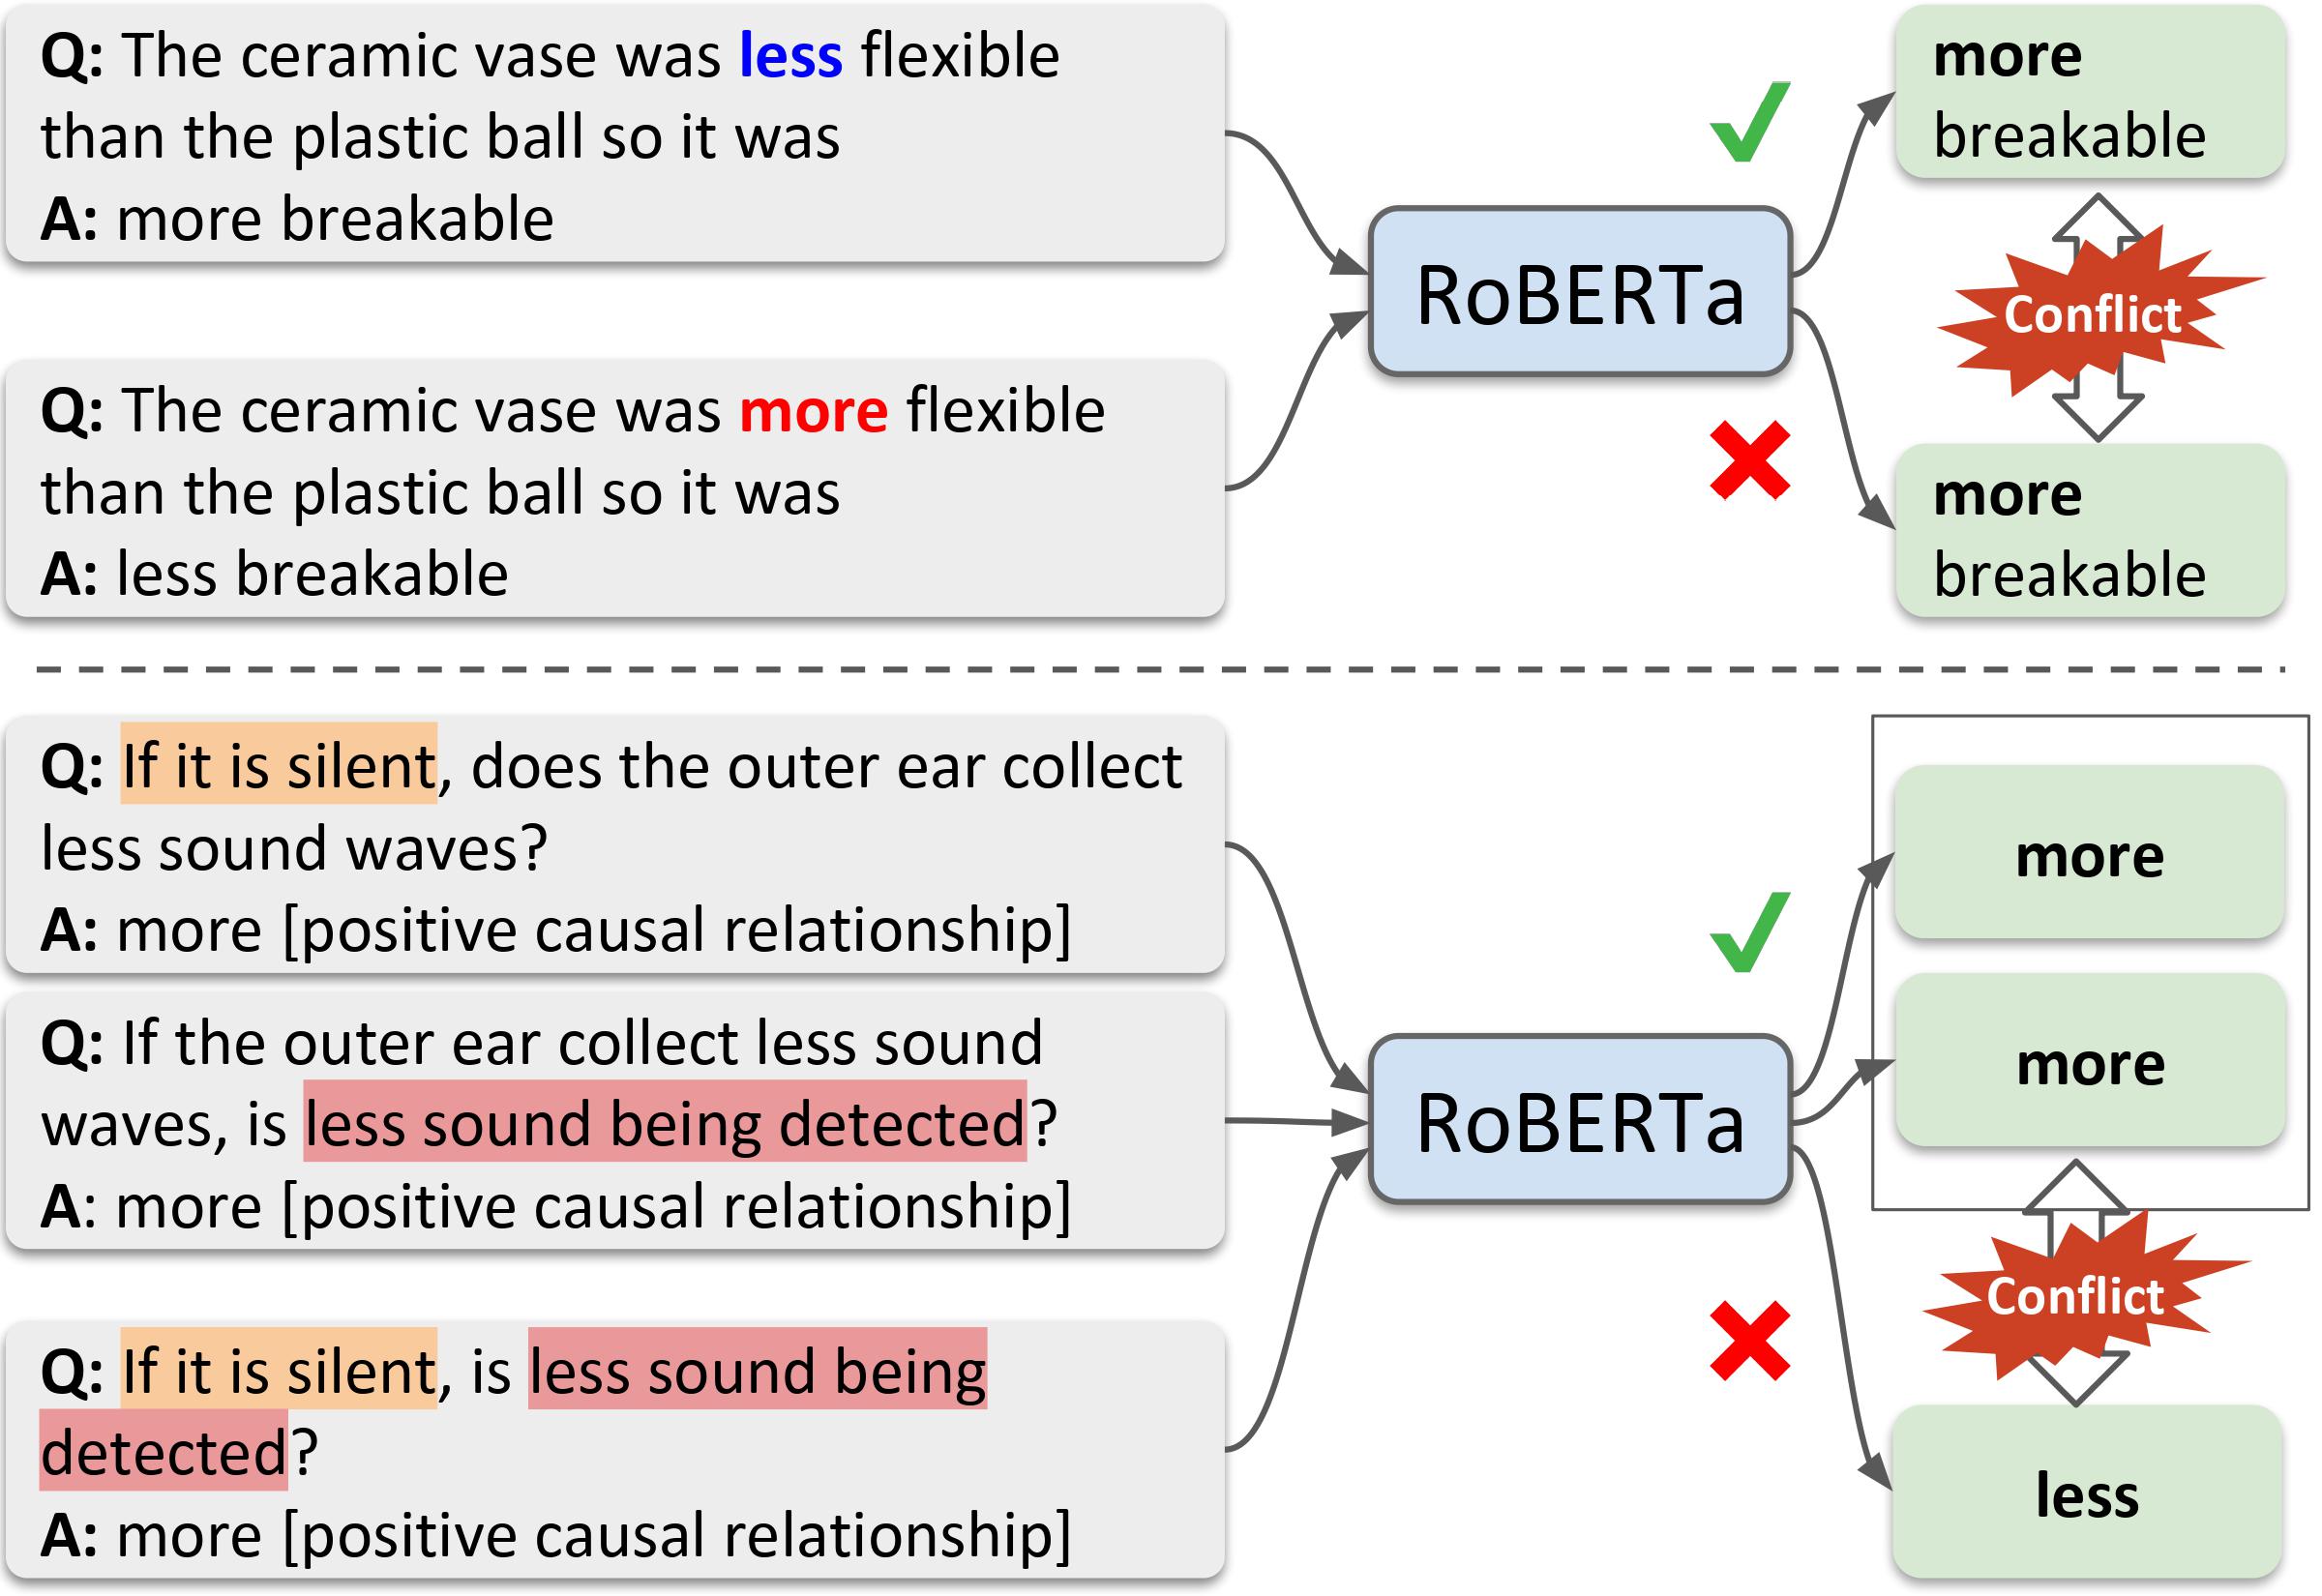 Q: The ceramic vase was less flexible
than the plastic ball so it was
A: more breakable
Q: The ceramic vase was more flexible
than the plastic ball so it was
A: less breakable
RoBERTa
more
breakable
Conflict
more
breakable
Q: If it is silent, does the outer ear collect
less sound waves?
A: more [positive causal relationship]
Q: If the outer ear collect less sound
waves, is less sound being detected?
A: more [positive causal relationship]
Q: If it is silent, is less sound being
detected?
A: more [positive causal relationship]
RoBERTa
more
more
Conflict
less